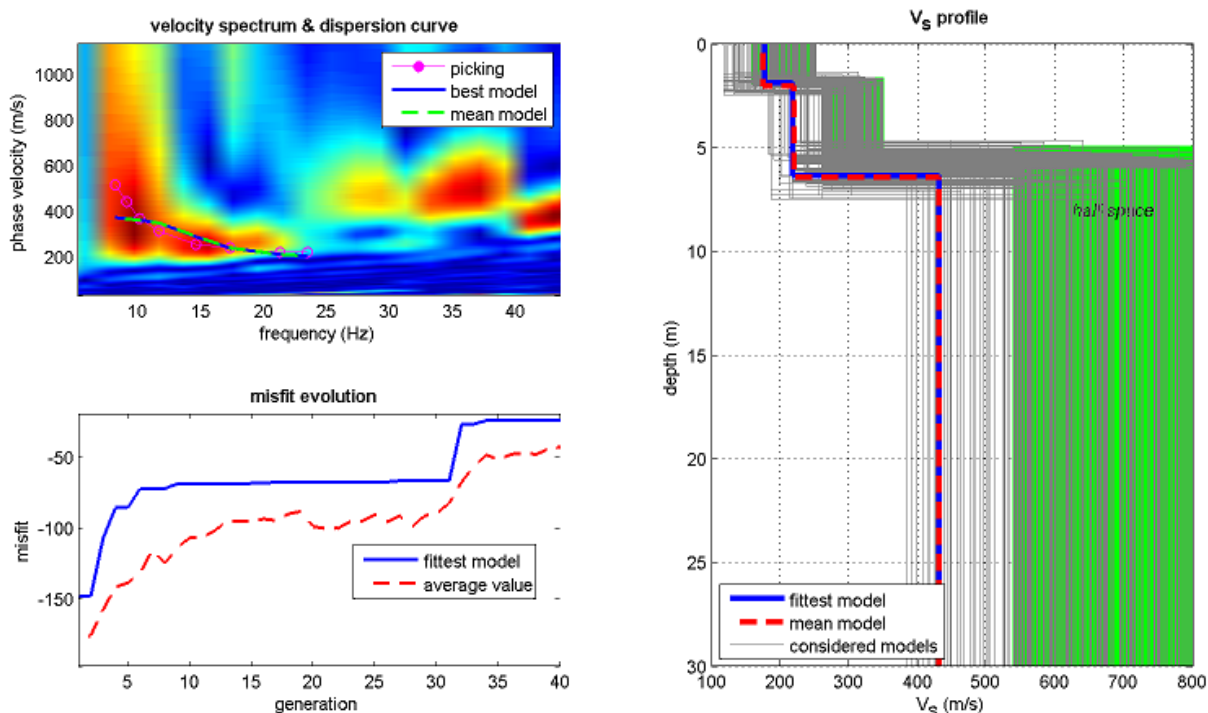 velocity spectrum & dispersion curve
1000
800
600
400
200
phase velocity (m/s)
picking
best model
mean model
10
15
20
25
30
35
40
frequency (Hz)
misfit evolution
-50
-100
-150
misfit
fittest model
average value
5
10
15
20
25
30
35
40
generation
VS profile
0
5
10
15
20
25
30
depth (m)
half-space
fittest model
mean model
considered models
100
200
300
400
500
600
700
800
VS (m/s)